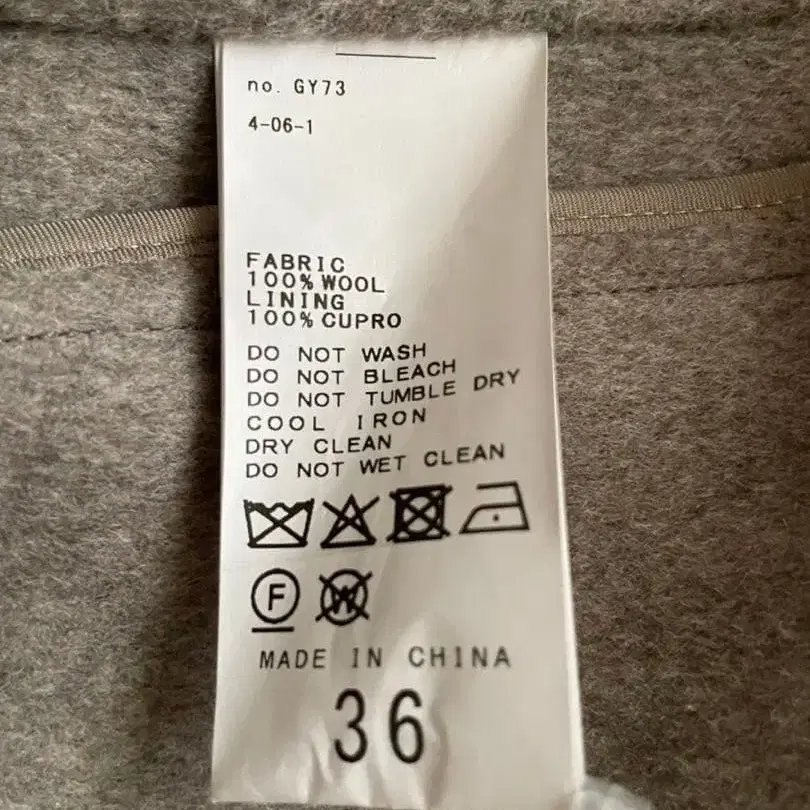 no. GY73
4-06-1
FABRIC
100% WOOL
LINING
100% CUPRO
DO NOT WASH
DO NOT BLEACH
DO NOT TUMBLE DRY
COOL IRON
DRY CLEAN
DO NOT WET CLEAN
F W
MADE IN CHINA
36